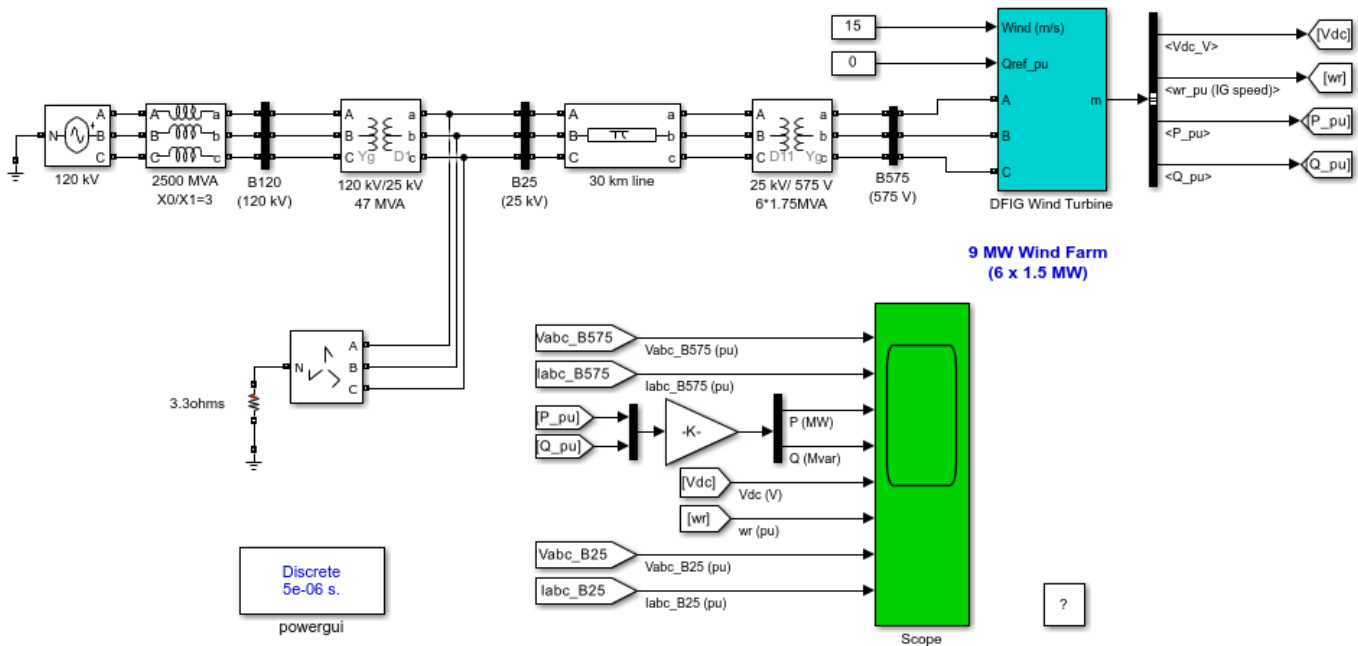 15
0
Wind (m/s)
Qref_pu
A
B
C
m
DFIG Wind Turbine
<Vdc_V>
<wr_pu (IG speed)>
<P_pu>
<Q_pu>
[Vdc]
[wr]
[P_pu]
[Q_pu]
N
A
B
C
120 kV
A
B
C
a
b
c
2500 MVA
X0/X1=3
B120
(120 kV)
A
B
C
Yg
D1
a
b
c
120 kV/25 kV
47 MVA
B25
(25 kV)
A
B
C
a
b
c
30 km line
A
B
C
D11
Yg
a
b
c
25 kV/ 575 V
6*1.75MVA
B575
(575 V)
9 MW Wind Farm
(6 x 1.5 MW)
N
A
B
C
3.3ohms
Vabc_B575
Vabc_B575 (pu)
Iabc_B575
Iabc_B575 (pu)
[P_pu]
[Q_pu]
-K-
P (MW)
Q (Mvar)
[Vdc]
Vdc (V)
[wr]
wr (pu)
Vabc_B25
Vabc_B25 (pu)
Iabc_B25
Iabc_B25 (pu)
Scope
Discrete
5e-06 s.
powergui
?